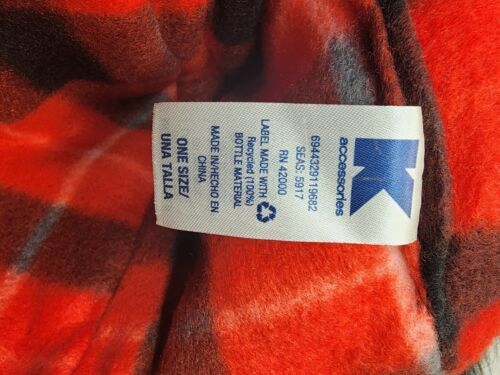 K
accessories
6944329119682
SEAS: 5917
RN 42000
LABEL MADE WITH
Recycled (100%)
BOTTLE MATERIAL
MADE IN/HECHO EN
CHINA
ONE SIZE/
UNA TALLA